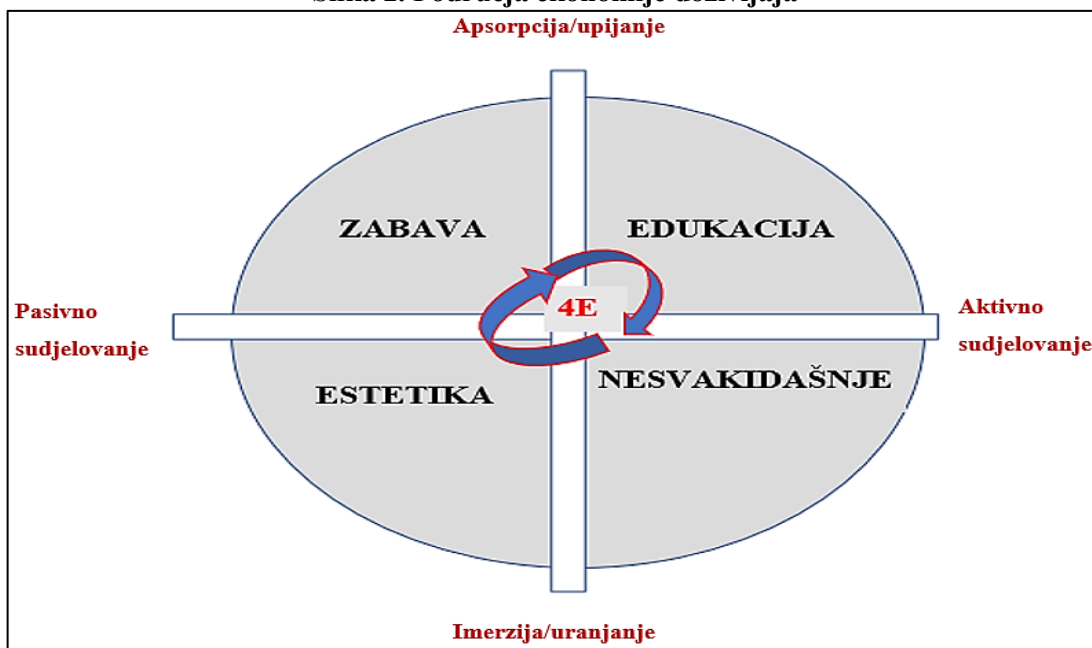 Apsorpcija/upijanje
ZABAVA
EDUKACIJA
Pasivno
sudjelovanje
4E
Aktivno
sudjelovanje
ESTETIKA
NESVAKIDAŠNJE
Imerzija/uranjanje